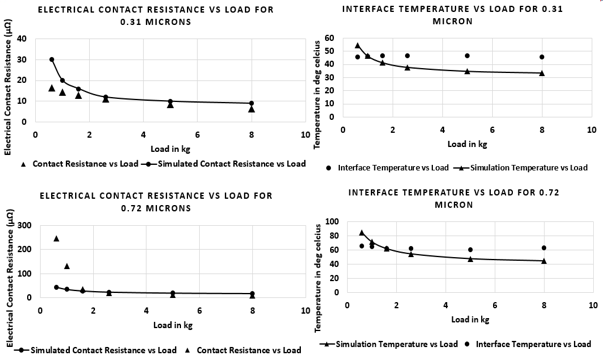 ELECTRICAL CONTACT RESISTANCE VS LOAD FOR
0.31 MICRONS
Electrical Contact Resistance (μΩ)
40
30
20
10
0
0 2 4 6 8 10
Load in kg
Contact Resistance vs Load Simulated Contact Resistance vs Load
INTERFACE TEMPERATURE VS LOAD FOR 0.31
MICRON
Temperature in deg celcius
60
50
40
30
20
10
0
0 2 4 6 8 10
Load in kg
Interface Temperature vs Load Simulation Temperature vs Load
ELECTRICAL CONTACT RESISTANCE VS LOAD FOR
0.72 MICRONS
Electrical Contact Resistance (μΩ)
300
200
100
0
0 2 4 6 8 10
Load in kg
Simulated Contact Resistance vs Load Contact Resistance vs Load
INTERFACE TEMPERATURE VS LOAD FOR 0.72
MICRON
Temperature in deg celcius
100
80
60
40
20
0
0 2 4 6 8 10
Load in kg
Simulation Temperature vs Load Interface Temperature vs Load